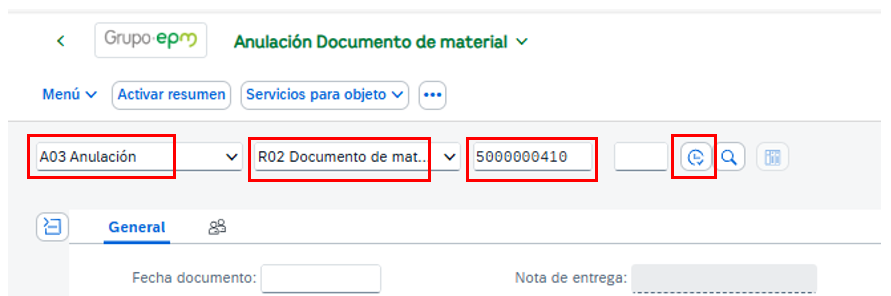 Grupo·epm Anulación Documento de material
Menú Activar resumen Servicios para objeto
A03 Anulación R02 Documento de mat... 5000000410
General
Fecha documento: Nota de entrega: